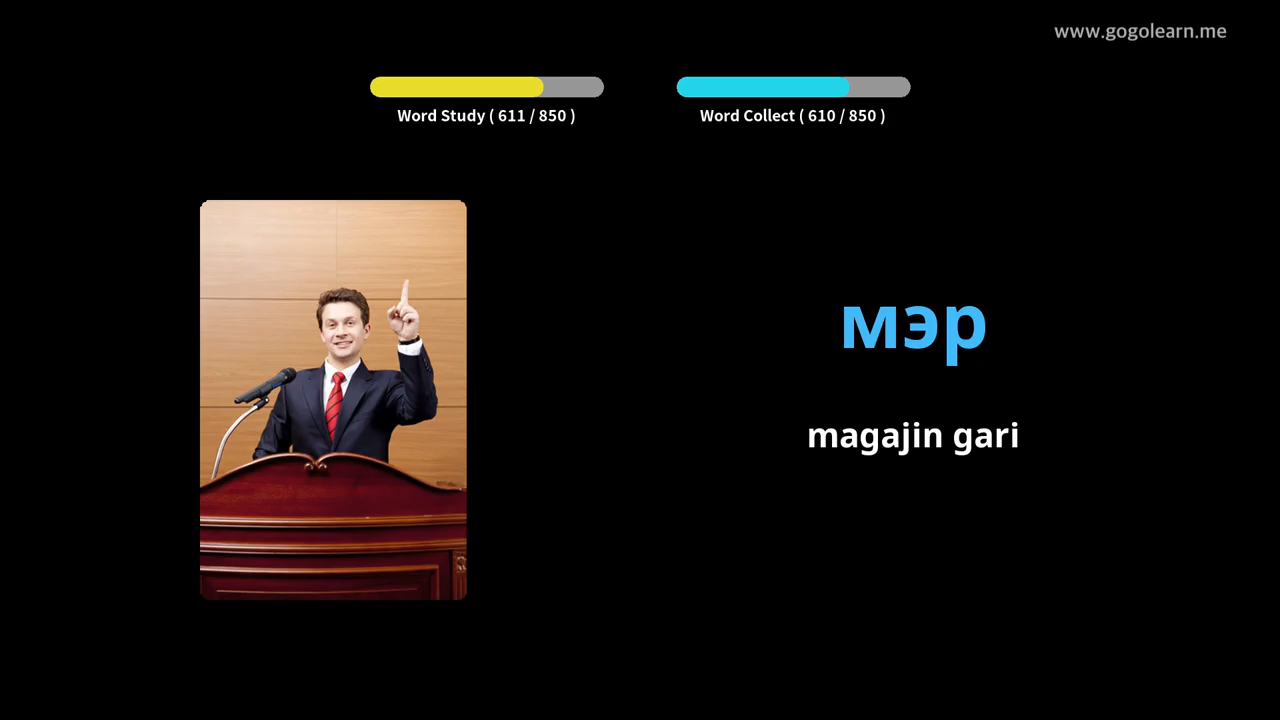 www.gogolearn.me
Word Study ( 611 / 850 )
Word Collect ( 610 / 850 )
мэр
magajin gari